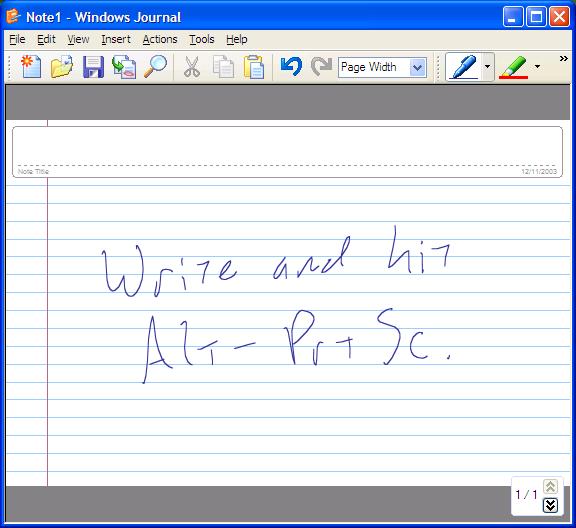 Note1 - Windows Journal
File Edit View Insert Actions Tools Help
Page Width
»
Note Title
12/11/2003
Write and hit
Alt - Pr + Sc.
1 / 1